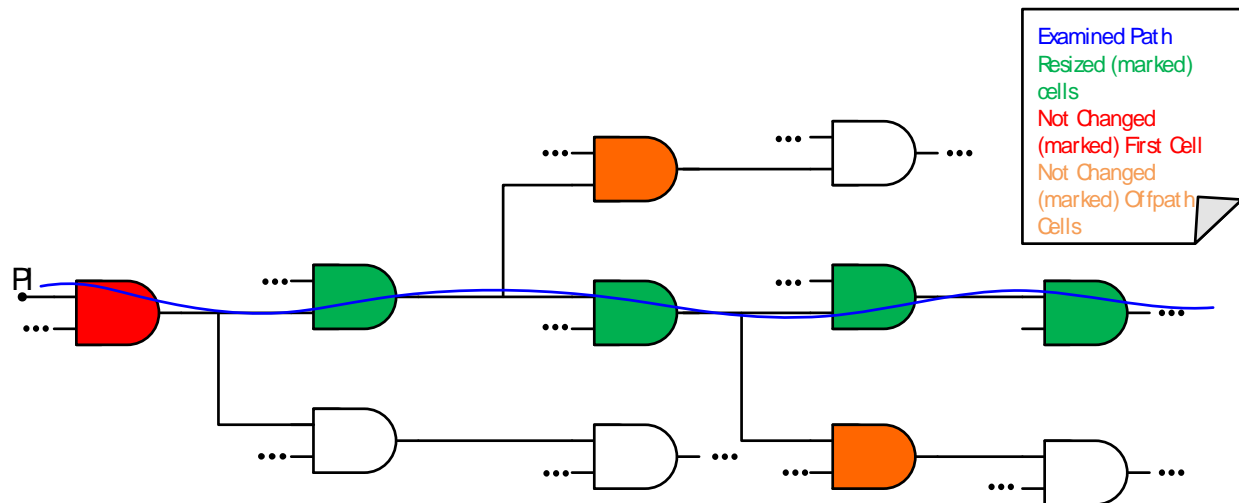 Examined Path
Resized (marked)
cells
Not Changed
(marked) First Cell
Not Changed
(marked) Offpath
Cells
PI